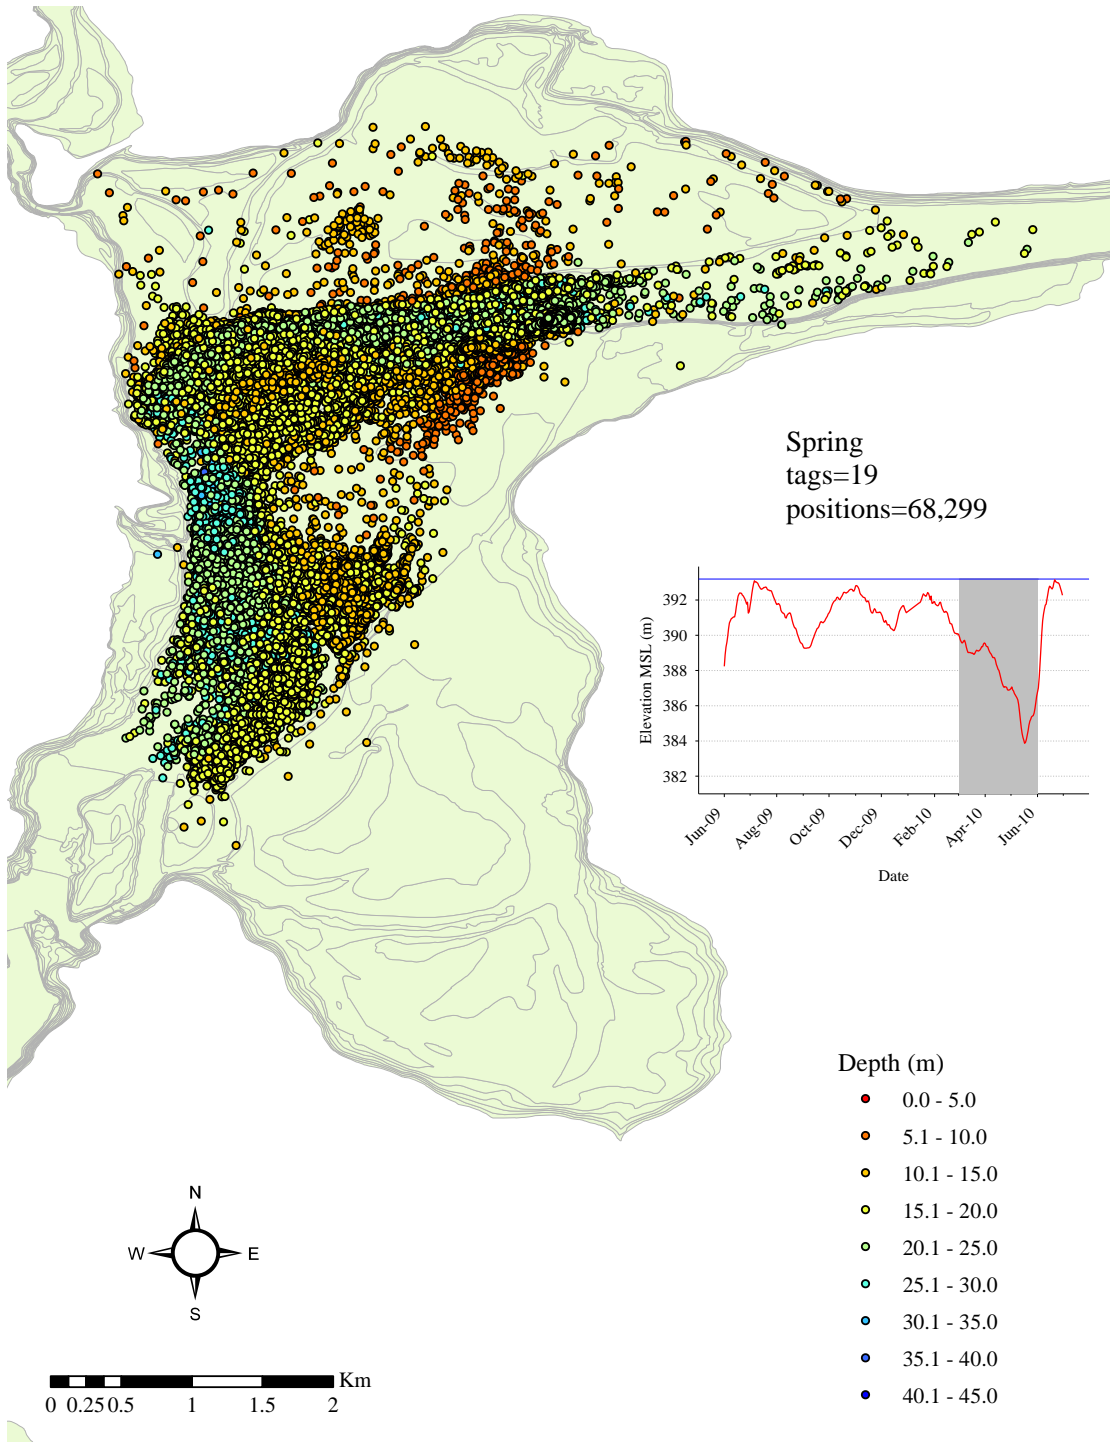 Spring
tags=19
positions=68,299
Elevation MSL (m)
392
390
388
386
384
382
Jun-09
Aug-09
Oct-09
Dec-09
Feb-10
Apr-10
Jun-10
Date
Depth (m)
0.0 - 5.0
5.1 - 10.0
10.1 - 15.0
15.1 - 20.0
20.1 - 25.0
25.1 - 30.0
30.1 - 35.0
35.1 - 40.0
40.1 - 45.0
N
W E
S
Km
0 0.25 0.5 1 1.5 2